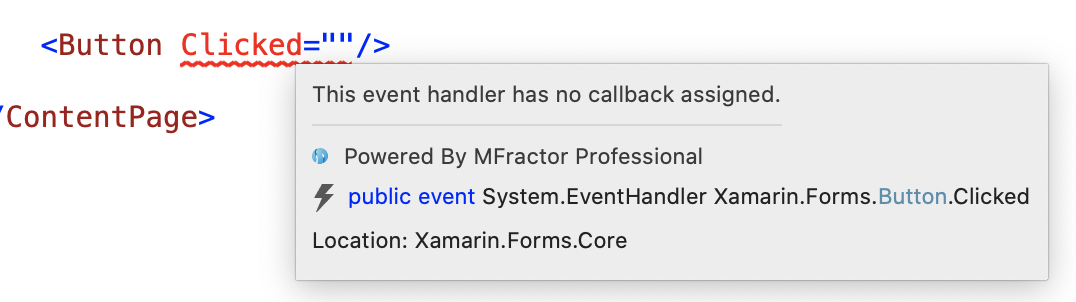 <Button Clicked=""/>
/ContentPage>
This event handler has no callback assigned.
Powered By MFractor Professional
public event System.EventHandler Xamarin.Forms.Button.Clicked
Location: Xamarin.Forms.Core